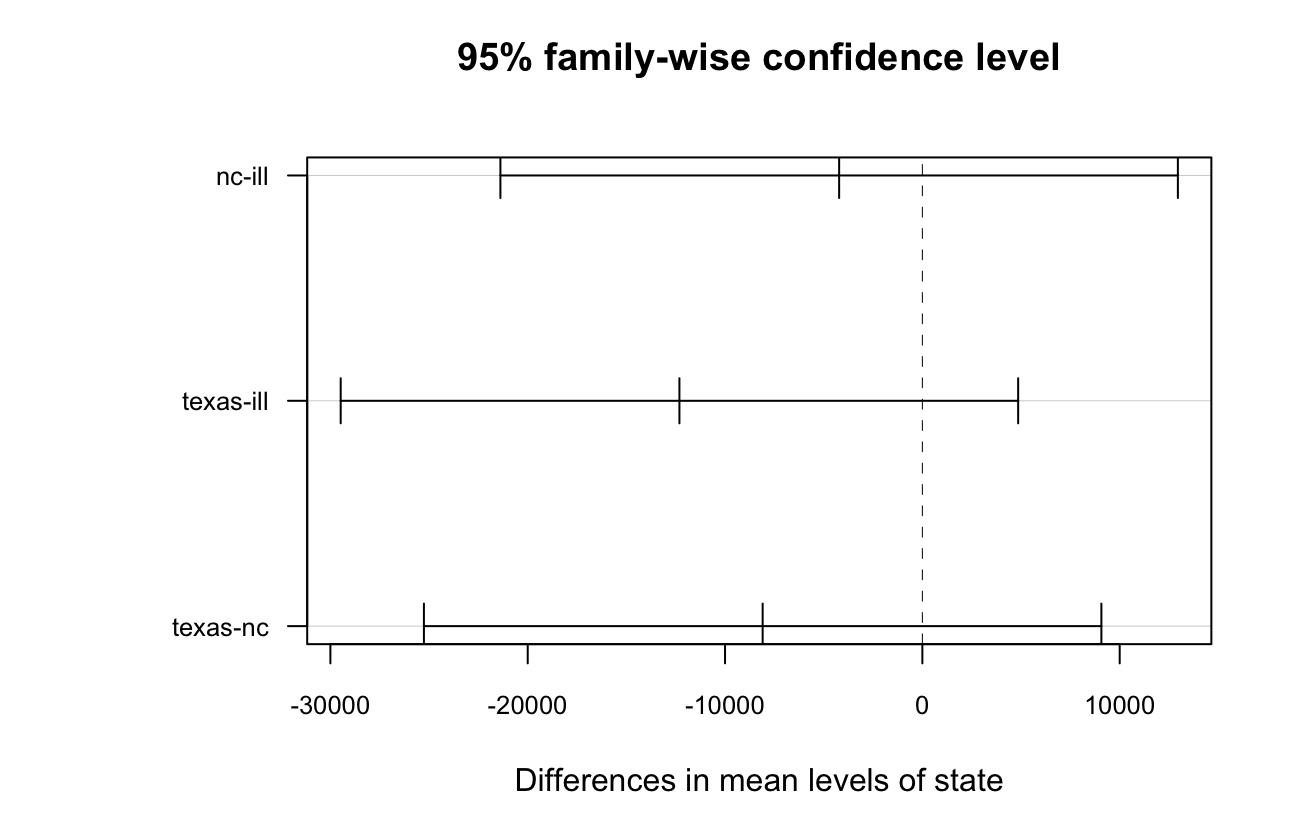 95% family-wise confidence level
nc-ill
texas-ill
texas-nc
-30000 -20000 -10000 0 10000
Differences in mean levels of state